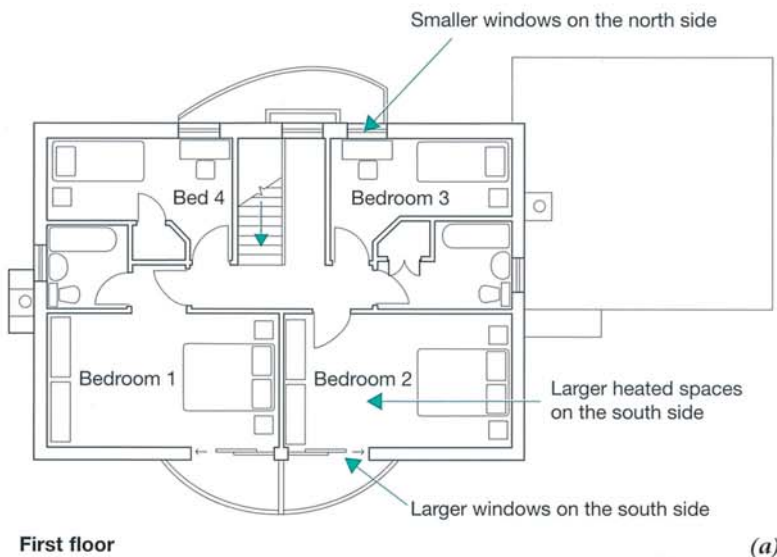 Smaller windows on the north side
Bed 4
Bedroom 3
Bedroom 1
Bedroom 2
Larger heated spaces
on the south side
Larger windows on the south side
First floor
(a)